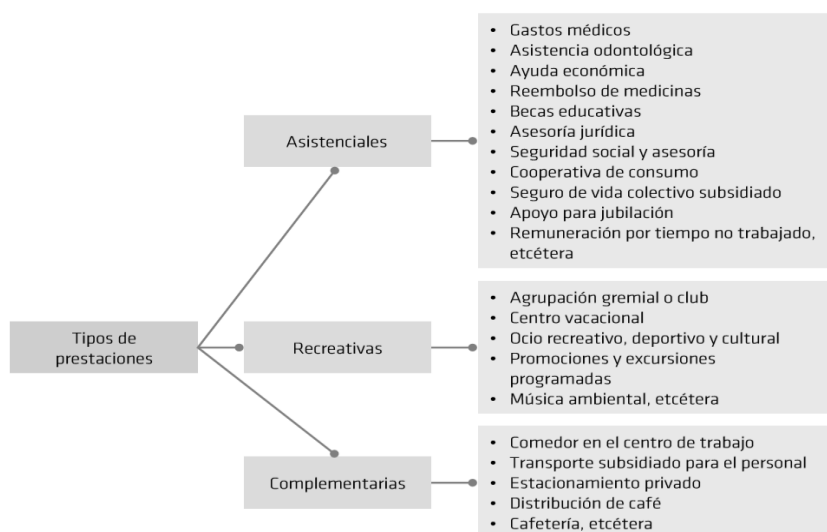 Tipos de
prestaciones
Asistenciales
• Gastos médicos
• Asistencia odontológica
• Ayuda económica
• Reembolso de medicinas
• Becas educativas
• Asesoría jurídica
• Seguridad social y asesoría
• Cooperativa de consumo
• Seguro de vida colectivo subsidiado
• Apoyo para jubilación
• Remuneración por tiempo no trabajado,
etcétera
Recreativas
• Agrupación gremial o club
• Centro vacacional
• Ocio recreativo, deportivo y cultural
• Promociones y excursiones
programadas
• Música ambiental, etcétera
Complementarias
• Comedor en el centro de trabajo
• Transporte subsidiado para el personal
• Estacionamiento privado
• Distribución de café
• Cafetería, etcétera